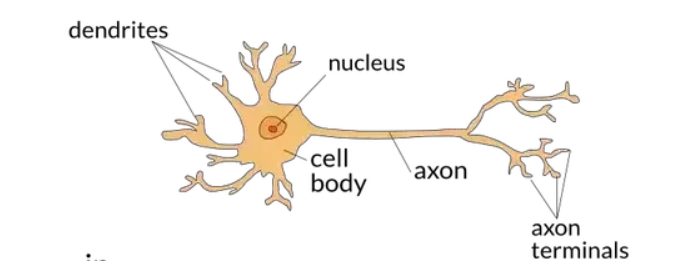 dendrites
nucleus
cell
body
axon
axon
terminals